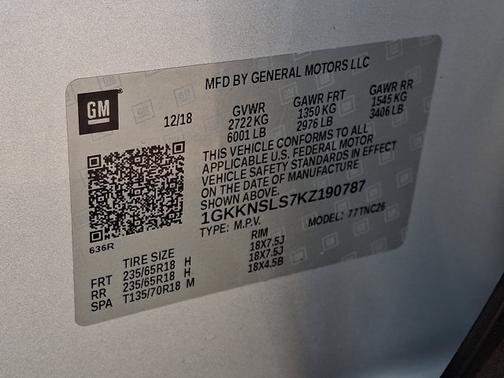 MFD BY GENERAL MOTORS LLC
GM
12/18
GVWR GAWR FRT GAWR RR
2722 KG 1350 KG 1545 KG
6001 LB 2976 LB 3406 LB
THIS VEHICLE CONFORMS TO ALL
APPLICABLE U.S. FEDERAL MOTOR
VEHICLE SAFETY STANDARDS IN EFFECT
ON THE DATE OF MANUFACTURE
SHOWN ABOVE.
1GKKNSLS7KZ190787
TYPE: M.P.V. MODEL: 77TNC26
636R
TIRE SIZE RIM
FRT 235/65R18 H 18X7.5J
RR 235/65R18 H 18X7.5J
SPA T135/70R18 M 18X4.5B